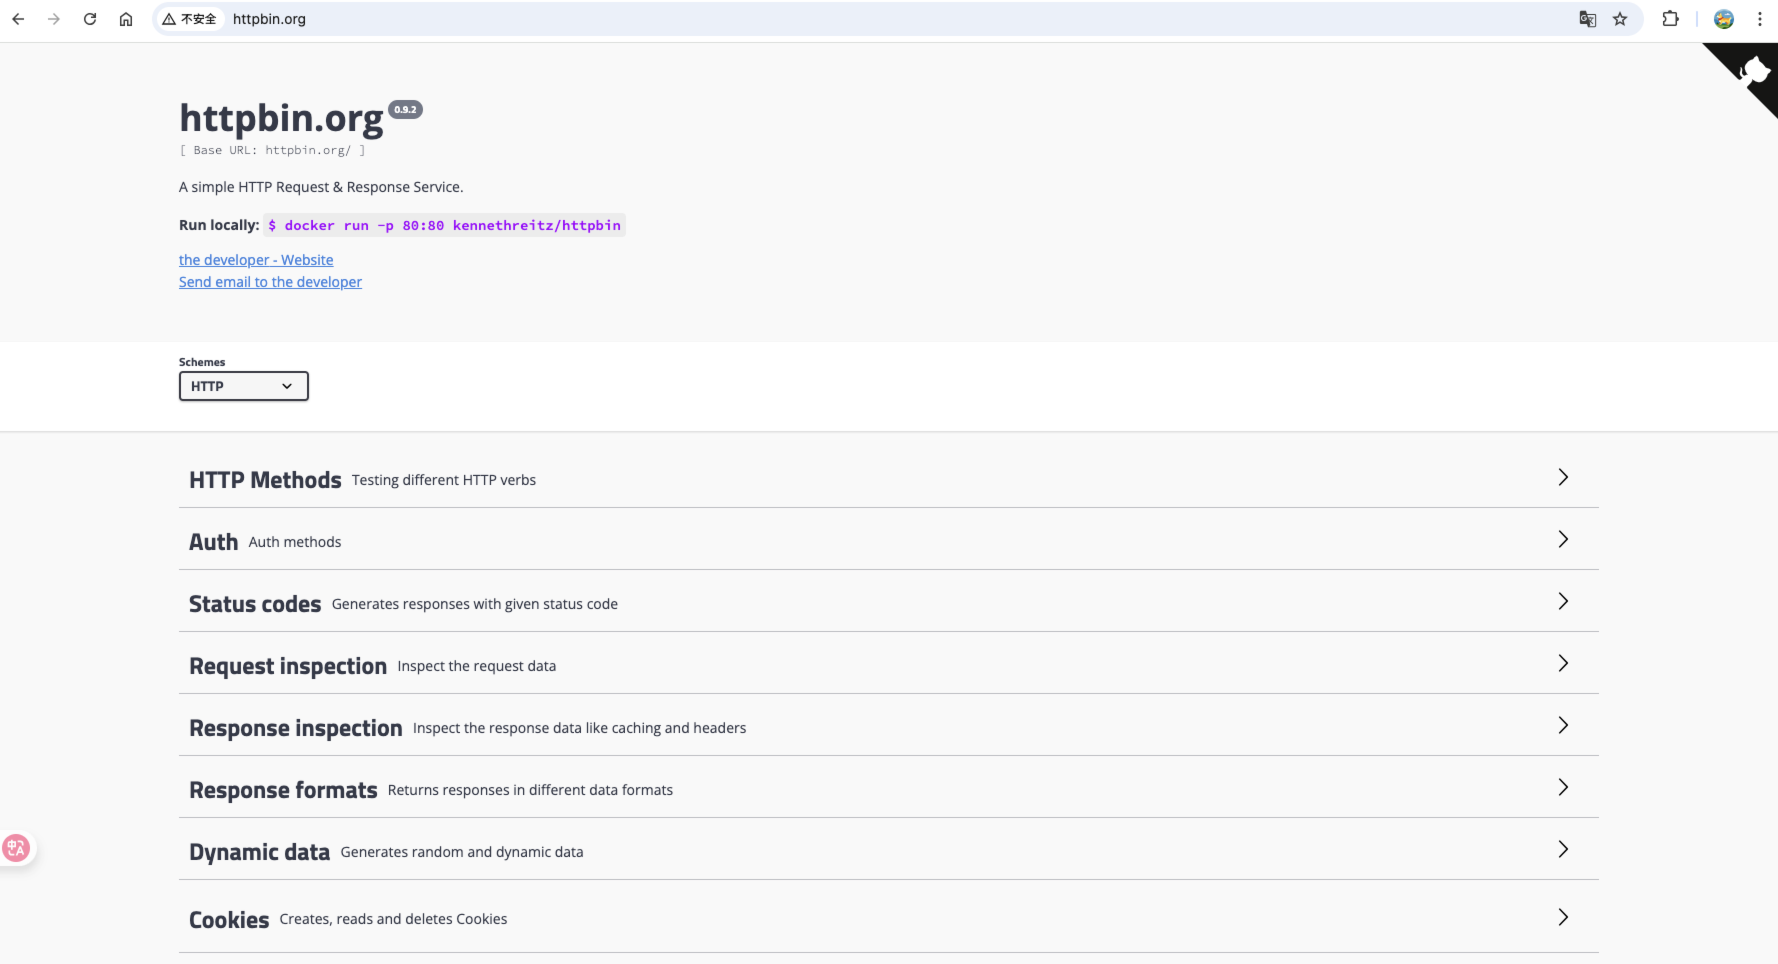 不安全 httpbin.org
httpbin.org 0.9.2
[ Base URL: httpbin.org/ ]
A simple HTTP Request & Response Service.
Run locally: $ docker run -p 80:80 kennethreitz/httpbin
the developer - Website
Send email to the developer
Schemes
HTTP
HTTP Methods Testing different HTTP verbs
Auth Auth methods
Status codes Generates responses with given status code
Request inspection Inspect the request data
Response inspection Inspect the response data like caching and headers
Response formats Returns responses in different data formats
Dynamic data Generates random and dynamic data
Cookies Creates, reads and deletes Cookies